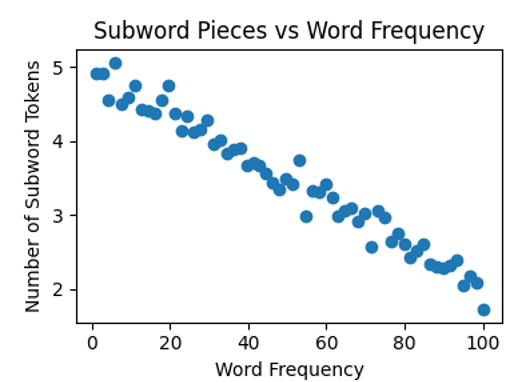 Subword Pieces vs Word Frequency
Number of Subword Tokens
5
4
3
2
0 20 40 60 80 100
Word Frequency